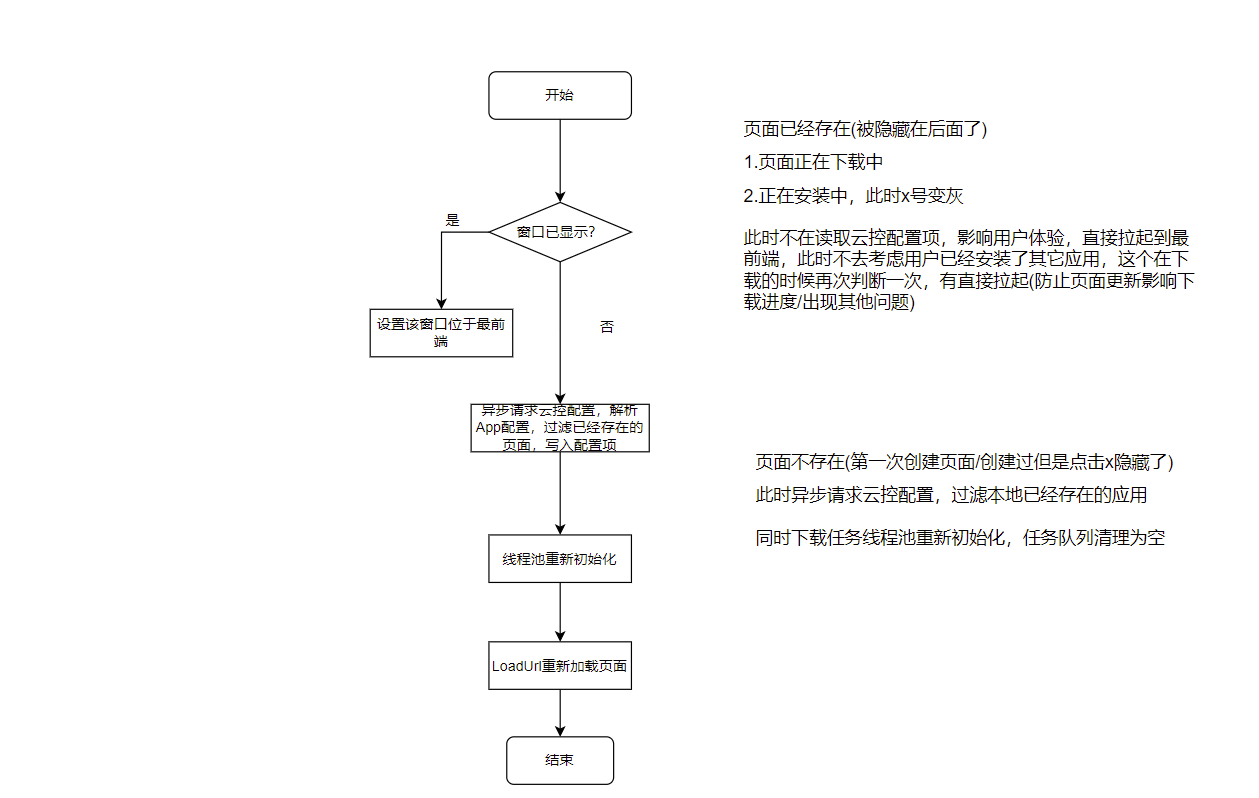 开始
窗口已显示?
是
设置该窗口位于最前
端
否
异步请求云控配置，解析
App配置，过滤已经存在的
页面，写入配置项
线程池重新初始化
LoadUrl重新加载页面
结束
页面已经存在(被隐藏在后面了)
1.页面正在下载中
2.正在安装中，此时x号变灰
此时不在读取云控配置项，影响用户体验，直接拉起到最
前端，此时不去考虑用户已经安装了其它应用，这个在下
载的时候再次判断一次，有直接拉起(防止页面更新影响下
载进度/出现其他问题)
页面不存在(第一次创建页面/创建过但是点击x隐藏了)
此时异步请求云控配置，过滤本地已经存在的应用
同时下载任务线程池重新初始化，任务队列清理为空